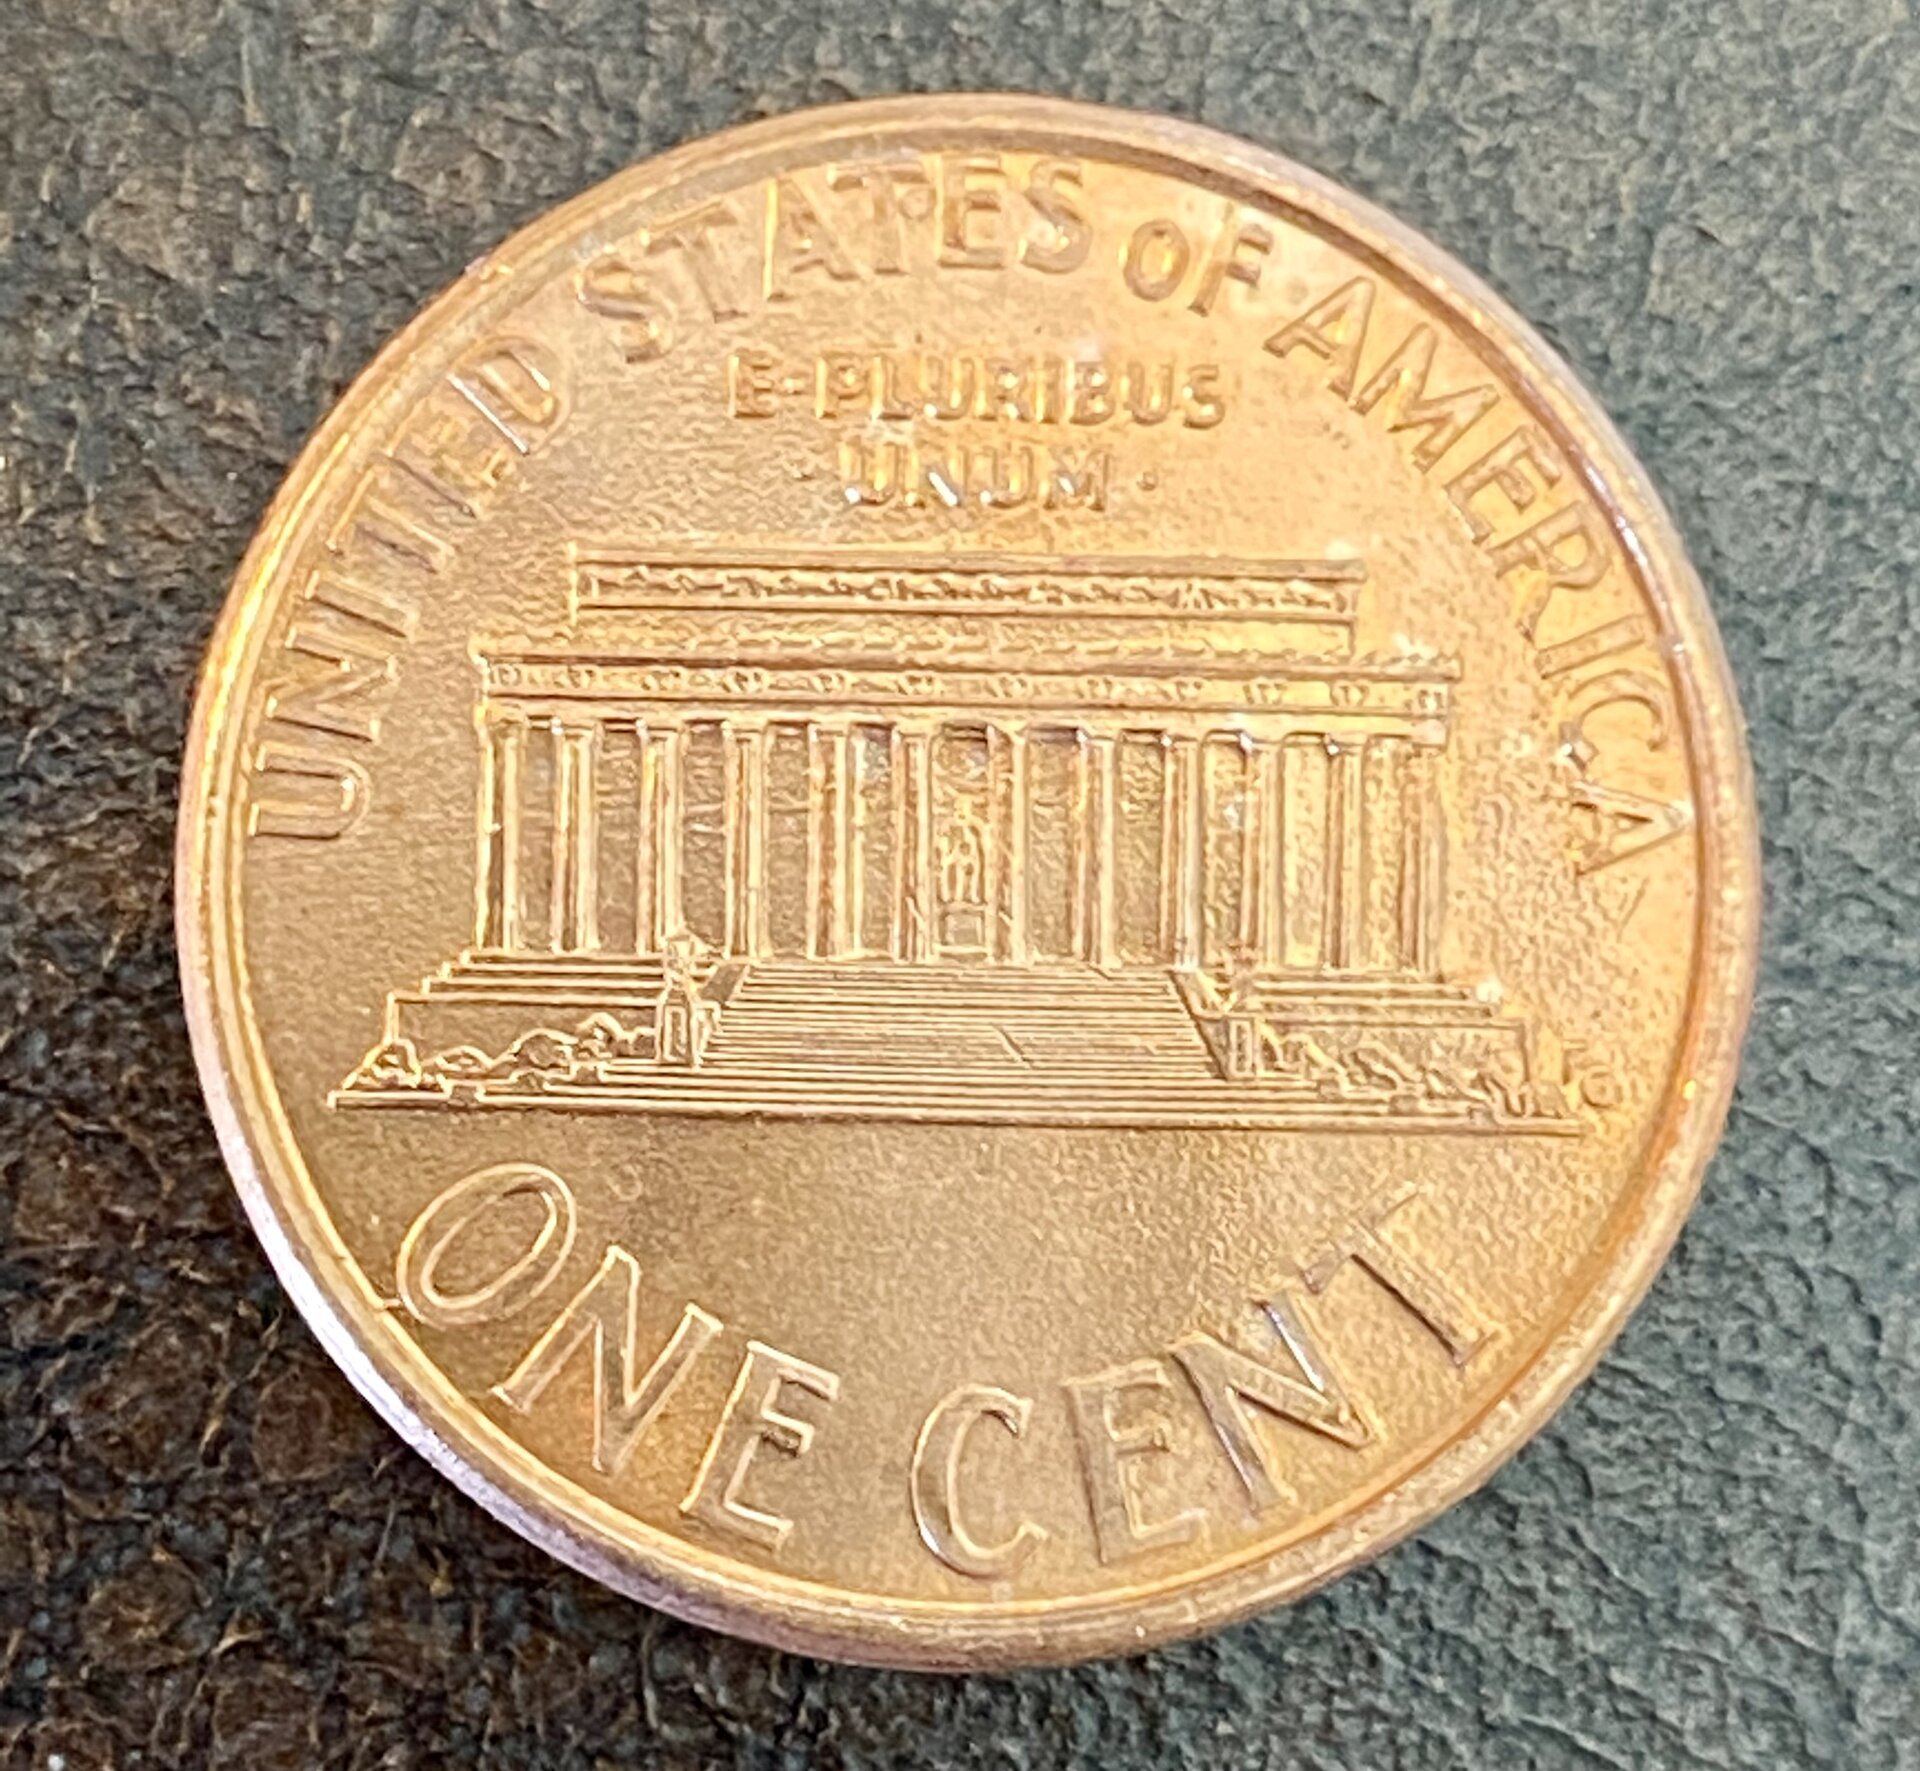 UNITED STATES OF AMERICA
E·PLURIBUS
·UNUM·
ONE CENT